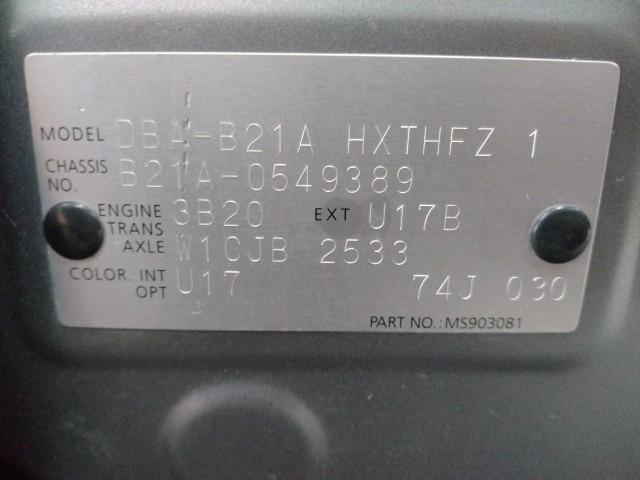 MODEL DBA-B21A HXTHFZ 1
CHASSIS NO. B21A-0549389
ENGINE 3B20 EXT U17B
TRANS AXLE W1CJB 2533
COLOR. INT OPT U17 74J 030
PART NO.: MS903081